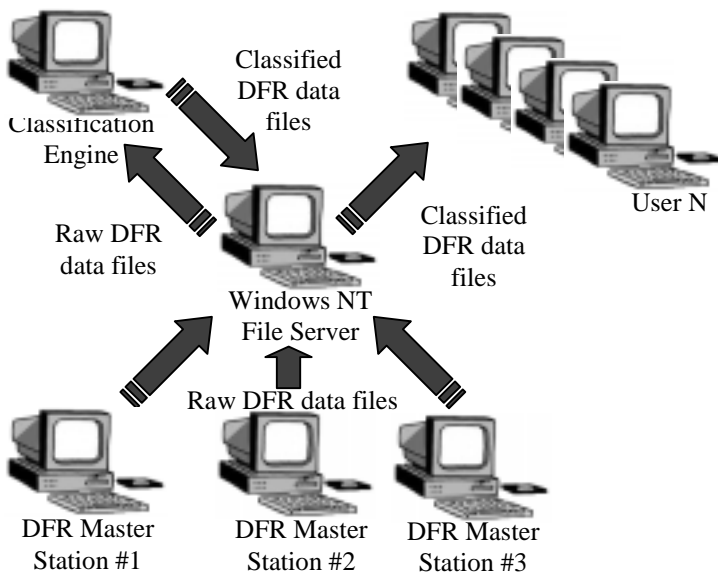 Classified
DFR data
files
Classification
Engine
User N
Raw DFR
data files
Classified
DFR data
files
Windows NT
File Server
Raw DFR data files
DFR Master
Station #1
DFR Master
Station #2
DFR Master
Station #3